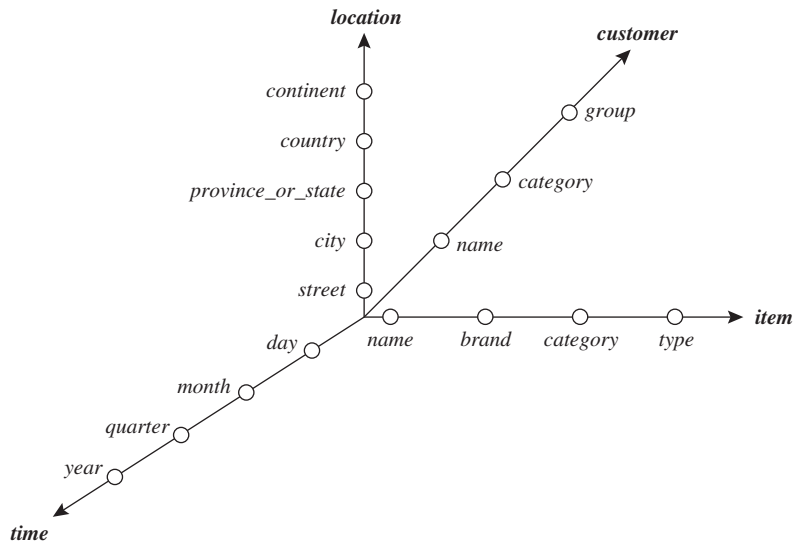 location
customer
continent
group
country
province_or_state
category
city
name
street
item
day
name brand category type
month
quarter
year
time